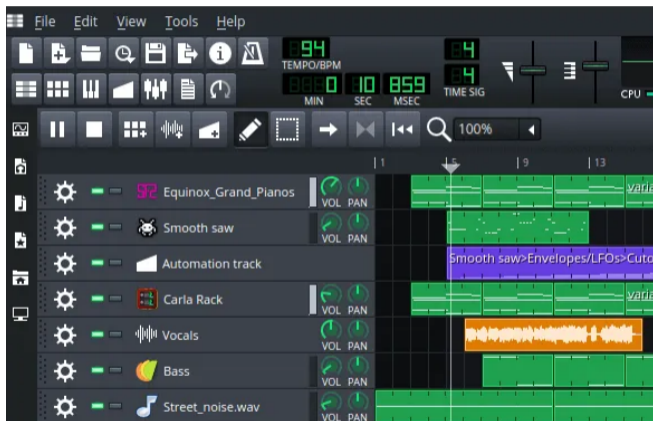 File Edit View Tools Help
94
TEMPO/BPM
0 10 859
MIN SEC MSEC
4
4
TIME SIG
CPU
100%
1 5 9 13
Equinox_Grand_Pianos VOL PAN
Smooth saw VOL PAN
Automation track Smooth saw>Envelopes/LFOs>Cuto
Carla Rack VOL PAN
Vocals VOL PAN
Bass VOL PAN
Street_noise.wav VOL PAN